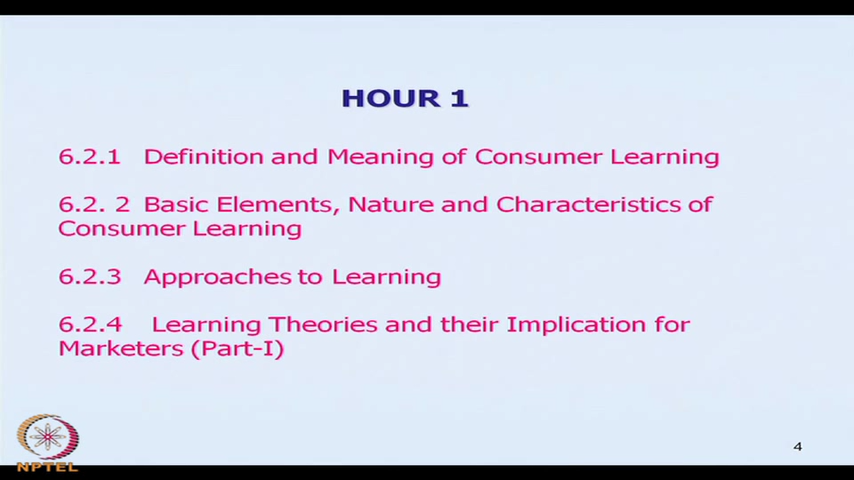 HOUR 1
6.2.1 Definition and Meaning of Consumer Learning
6.2. 2 Basic Elements, Nature and Characteristics of
Consumer Learning
6.2.3 Approaches to Learning
6.2.4 Learning Theories and their Implication for
Marketers (Part-I)
NPTEL
4